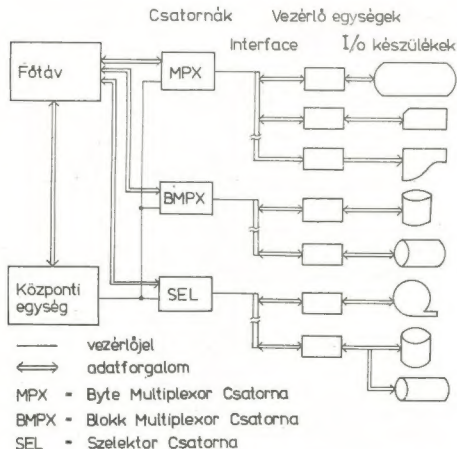 Csatornák Vezérlő egységek
Interface I/o készülékek
Főtáv
MPX
BMPX
Központi
egység
SEL
vezérlőjel
adatforgalom
MPX - Byte Multiplexor Csatorna
BMPX - Blokk Multiplexor Csatorna
SEL - Szelektor Csatorna